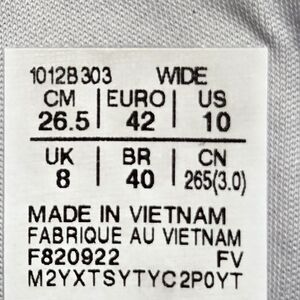 1012B303 WIDE
CM | EURO | US
26.5 | 42 | 10
UK | BR | CN
8 | 40 | 265(3.0)
MADE IN VIETNAM
FABRIQUE AU VIETNAM
F820922 FV
M2YXTSYTYC2P0YT